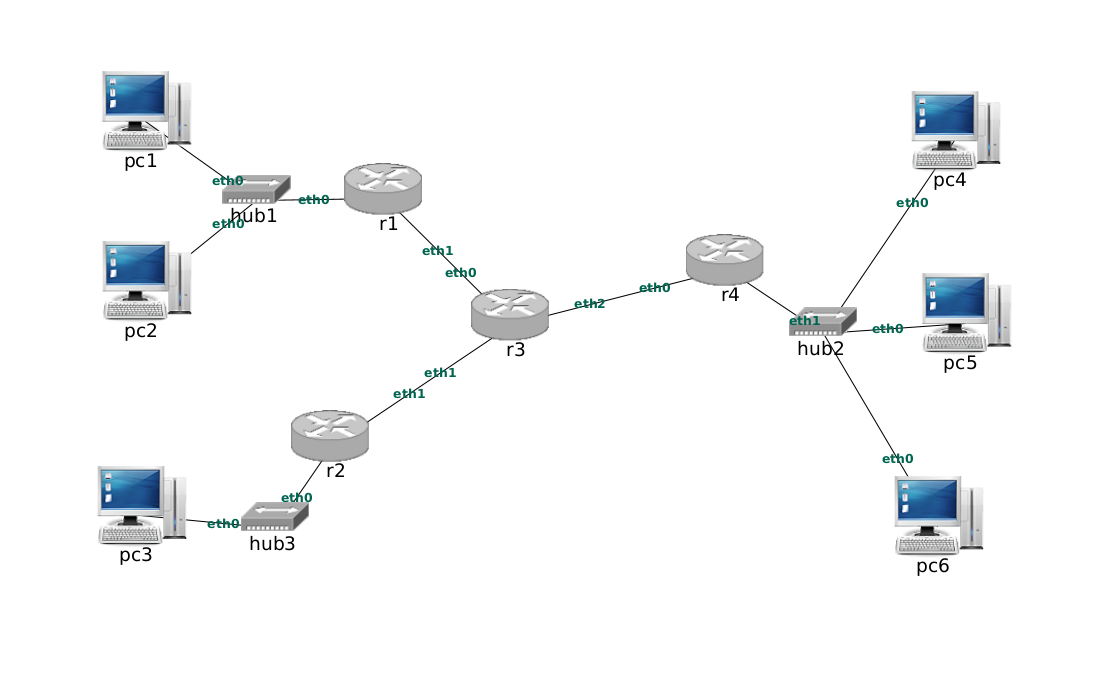 pc1
eth0
hub1
eth0
eth0
r1
pc2
eth1
eth0
r3
eth2
eth0
r4
eth1
hub2
pc4
eth0
eth0
pc5
eth0
pc6
eth1
eth1
r2
eth0
eth0
hub3
pc3